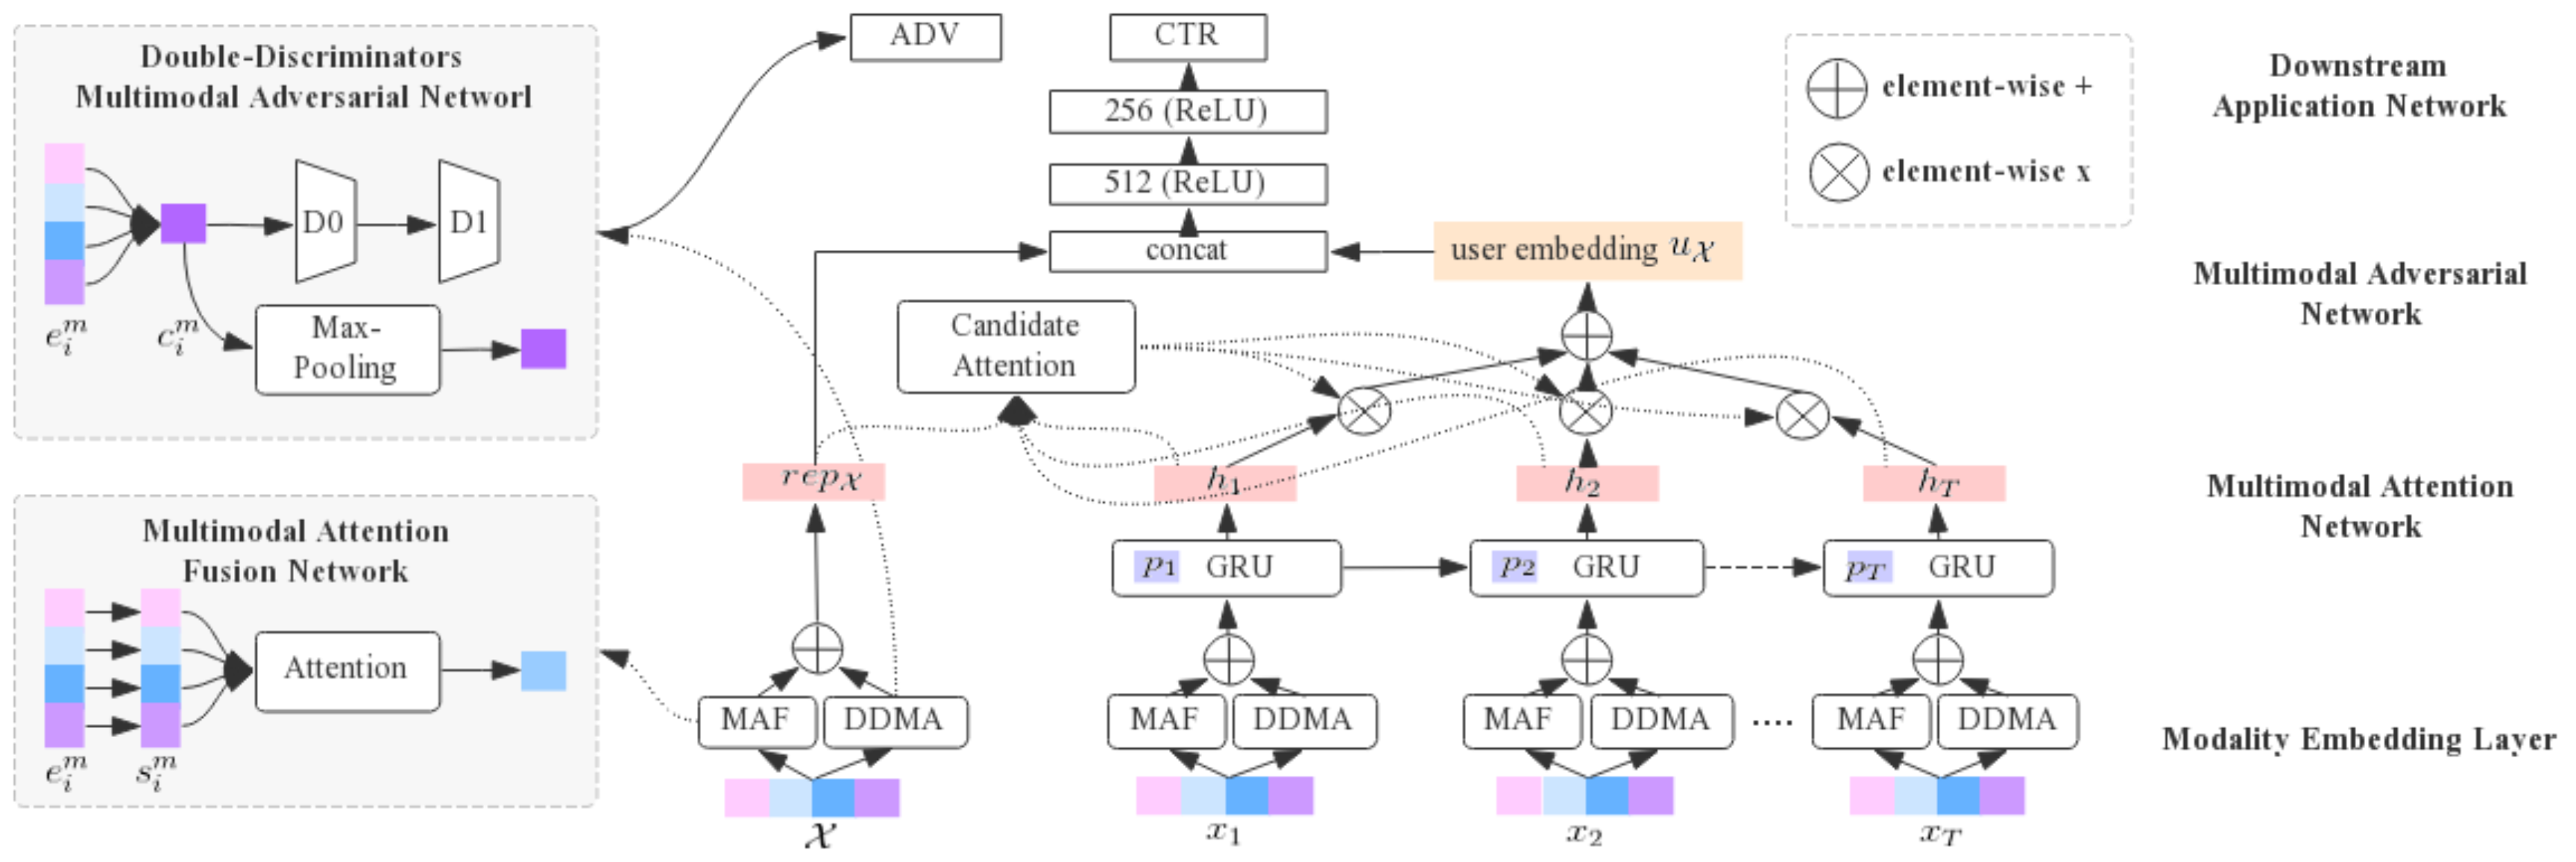 Double-Discriminators
Multimodal Adversarial Networl
e_i^m
c_i^m
D0
D1
Max-
Pooling
Multimodal Attention
Fusion Network
e_i^m
s_i^m
Attention
ADV
CTR
256 (ReLU)
512 (ReLU)
concat
user embedding u_𝒳
Candidate
Attention
rep_𝒳
h_1
h_2
h_T
p_1 GRU
p_2 GRU
p_T GRU
MAF DDMA
MAF DDMA
MAF DDMA
....
MAF DDMA
𝒳
x_1
x_2
x_T
element-wise +
element-wise x
Downstream
Application Network
Multimodal Adversarial
Network
Multimodal Attention
Network
Modality Embedding Layer